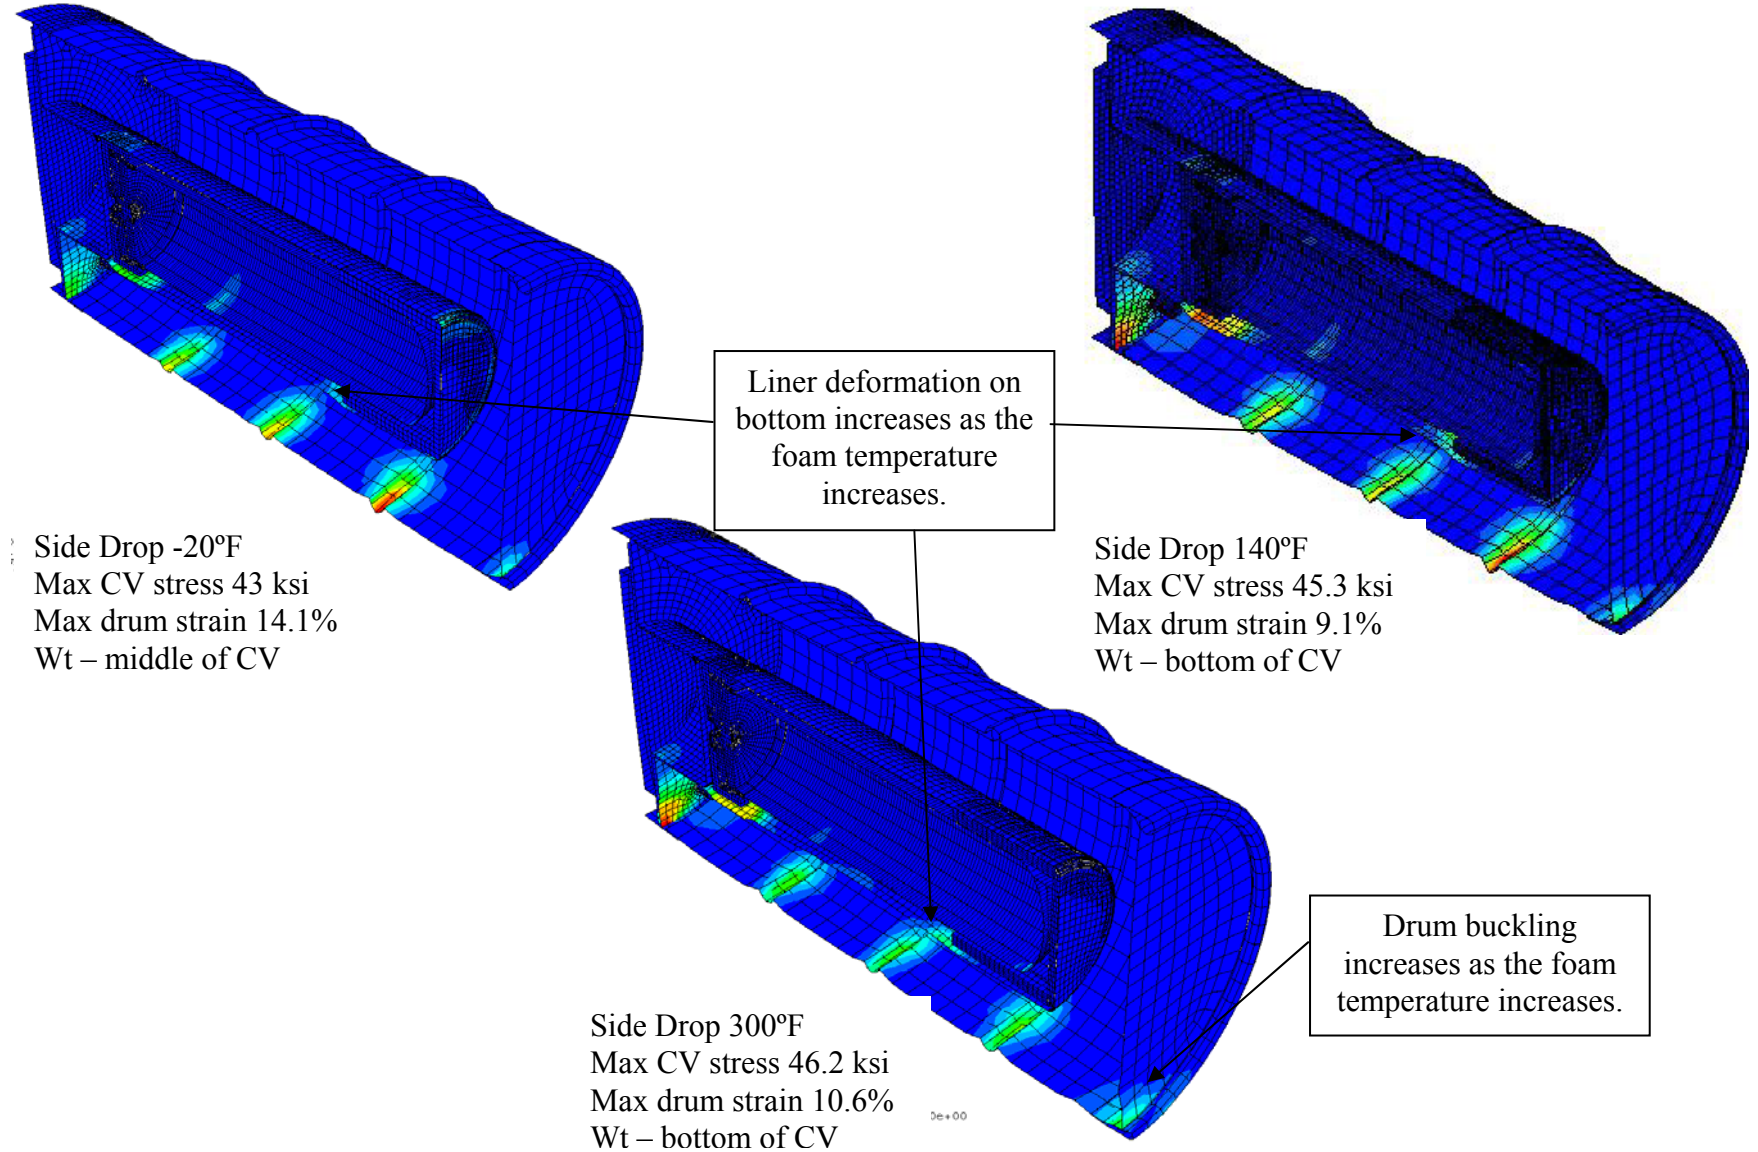 Liner deformation on
bottom increases as the
foam temperature
increases.
Side Drop -20ºF
Max CV stress 43 ksi
Max drum strain 14.1%
Wt – middle of CV
Side Drop 140ºF
Max CV stress 45.3 ksi
Max drum strain 9.1%
Wt – bottom of CV
Drum buckling
increases as the foam
temperature increases.
Side Drop 300ºF
Max CV stress 46.2 ksi
Max drum strain 10.6%
Wt – bottom of CV